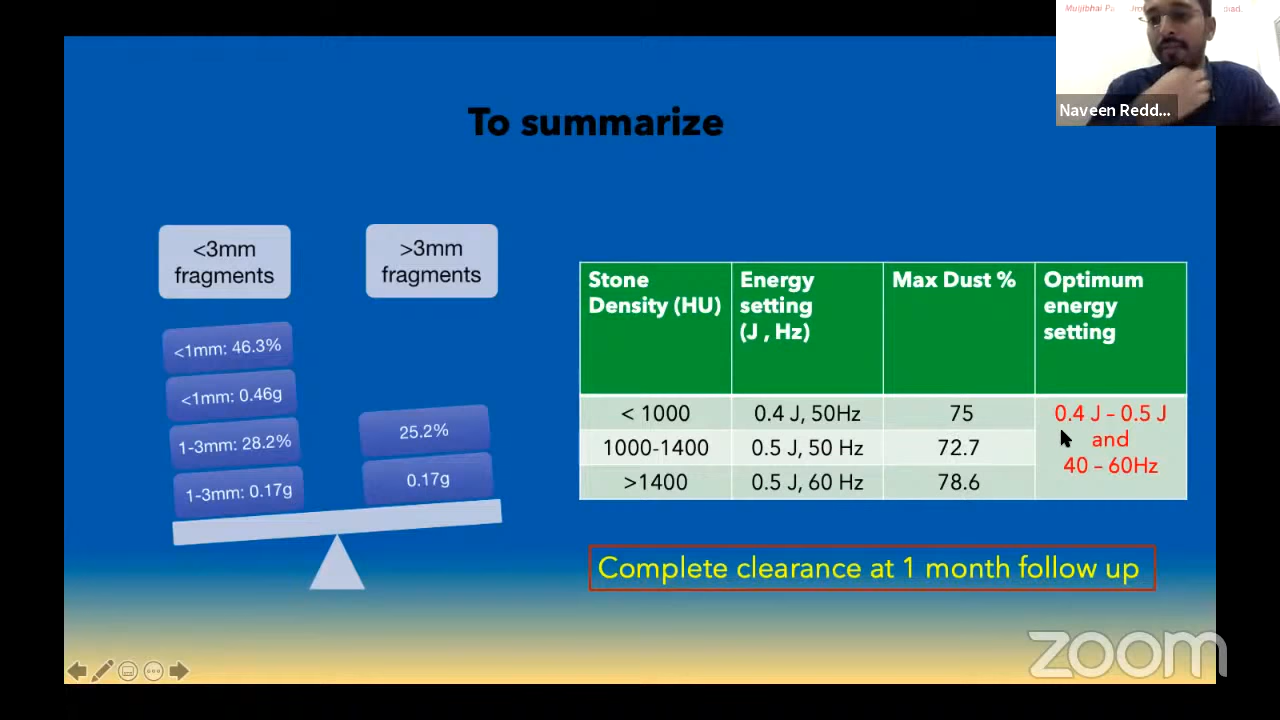 Naveen Redd...
To summarize
<3mm
fragments
>3mm
fragments
<1mm: 46.3%
<1mm: 0.46g
1-3mm: 28.2%
1-3mm: 0.17g
25.2%
0.17g
Stone Density (HU) Energy setting (J , Hz) Max Dust % Optimum energy setting
< 1000 0.4 J, 50Hz 75 0.4 J – 0.5 J and 40 – 60Hz
1000-1400 0.5 J, 50 Hz 72.7
>1400 0.5 J, 60 Hz 78.6
Complete clearance at 1 month follow up
zoom